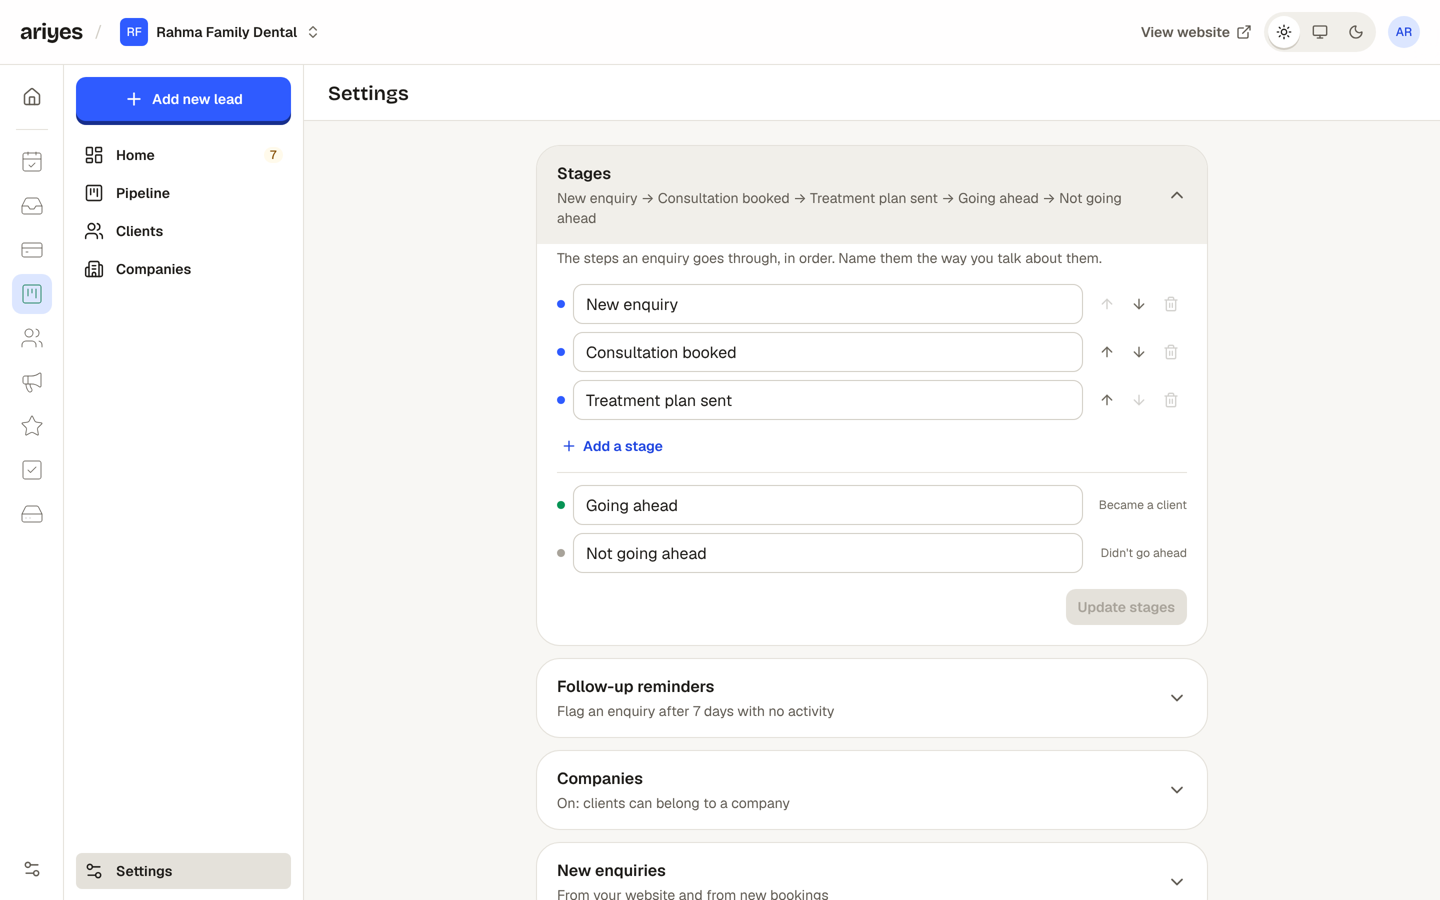 ariyes / RF Rahma Family Dental
View website
AR
Add new lead
Home 7
Pipeline
Clients
Companies
Settings
Settings
Stages
New enquiry → Consultation booked → Treatment plan sent → Going ahead → Not going
ahead
The steps an enquiry goes through, in order. Name them the way you talk about them.
New enquiry
Consultation booked
Treatment plan sent
+ Add a stage
Going ahead Became a client
Not going ahead Didn't go ahead
Update stages
Follow-up reminders
Flag an enquiry after 7 days with no activity
Companies
On: clients can belong to a company
New enquiries
From your website and from new bookings